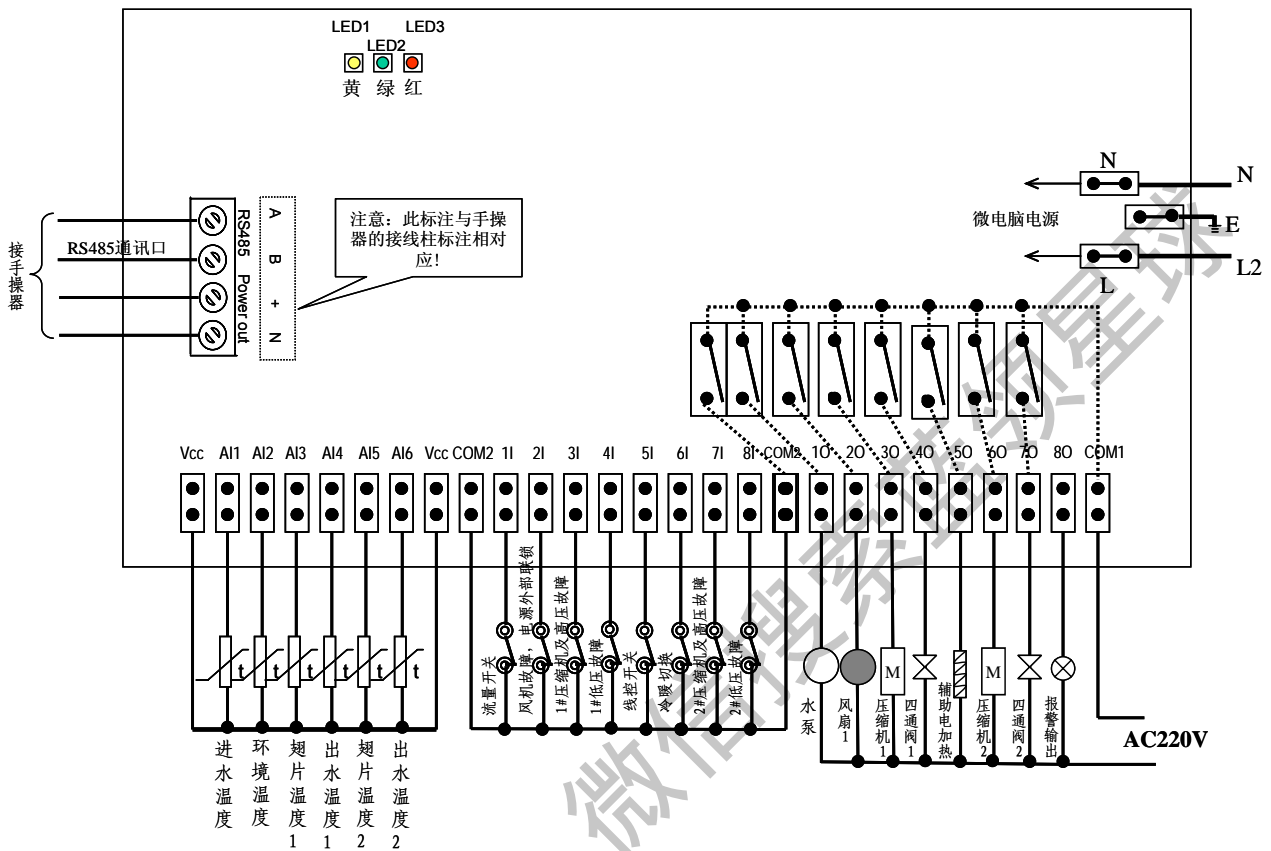 LED1 LED3
LED2
黄 绿 红
N
N
微电脑电源
E
L2
L
接手操器
RS485通讯口
RS485 Power out
A B + N
注意：此标注与手操
器的接线柱标注相对
应！
Vcc AI1 AI2 AI3 AI4 AI5 AI6 Vcc COM2 1I 2I 3I 4I 5I 6I 7I 8I COM2 1O 2O 3O 4O 5O 6O 7O 8O COM1
t t t t t t
流量开关
风机故障，电源外部联锁
1#压缩机及高压故障
1#低压故障
线控开关
冷暖切换
2#压缩机及高压故障
2#低压故障
M M
水泵
风扇1
压缩机1
四通阀1
辅助电加热
压缩机2
四通阀2
报警输出
AC220V
进水温度
环境温度
翅片温度1
出水温度1
翅片温度2
出水温度2
微信搜索蓝领星球